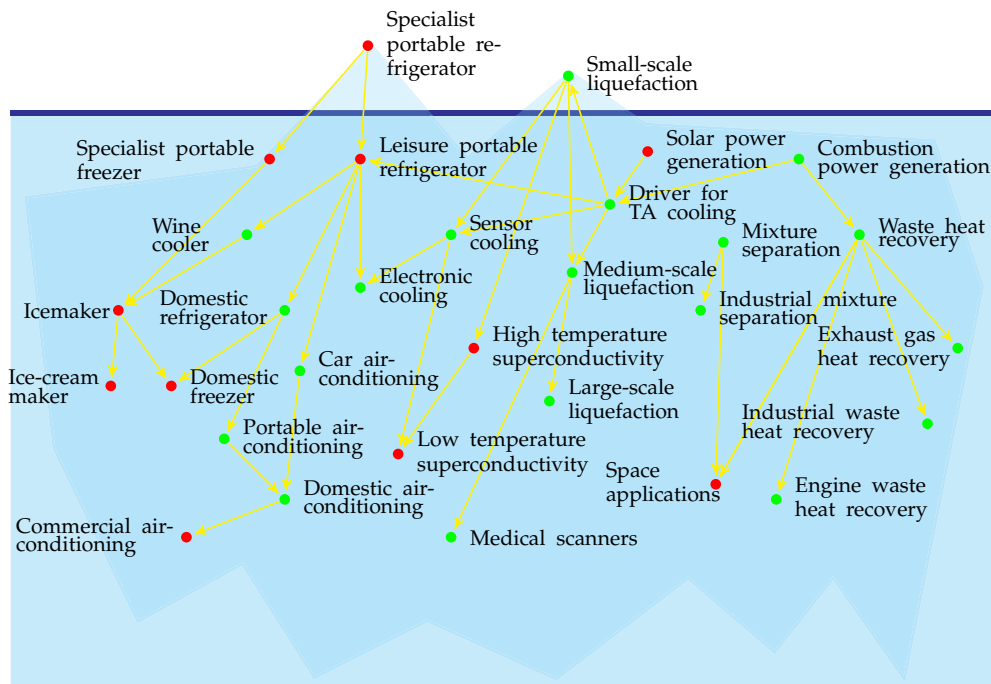 Specialist
portable re-
frigerator
Small-scale
liquefaction
Specialist portable
freezer
Leisure portable
refrigerator
Solar power
generation
Combustion
power generation
Wine
cooler
Sensor
cooling
Driver for
TA cooling
Mixture
separation
Waste heat
recovery
Electronic
cooling
Medium-scale
liquefaction
Icemaker
Domestic
refrigerator
Industrial mixture
separation
High temperature
superconductivity
Exhaust gas
heat recovery
Ice-cream
maker
Domestic
freezer
Car air-
conditioning
Large-scale
liquefaction
Portable air-
conditioning
Low temperature
superconductivity
Industrial waste
heat recovery
Domestic air-
conditioning
Space
applications
Engine waste
heat recovery
Commercial air-
conditioning
Medical scanners